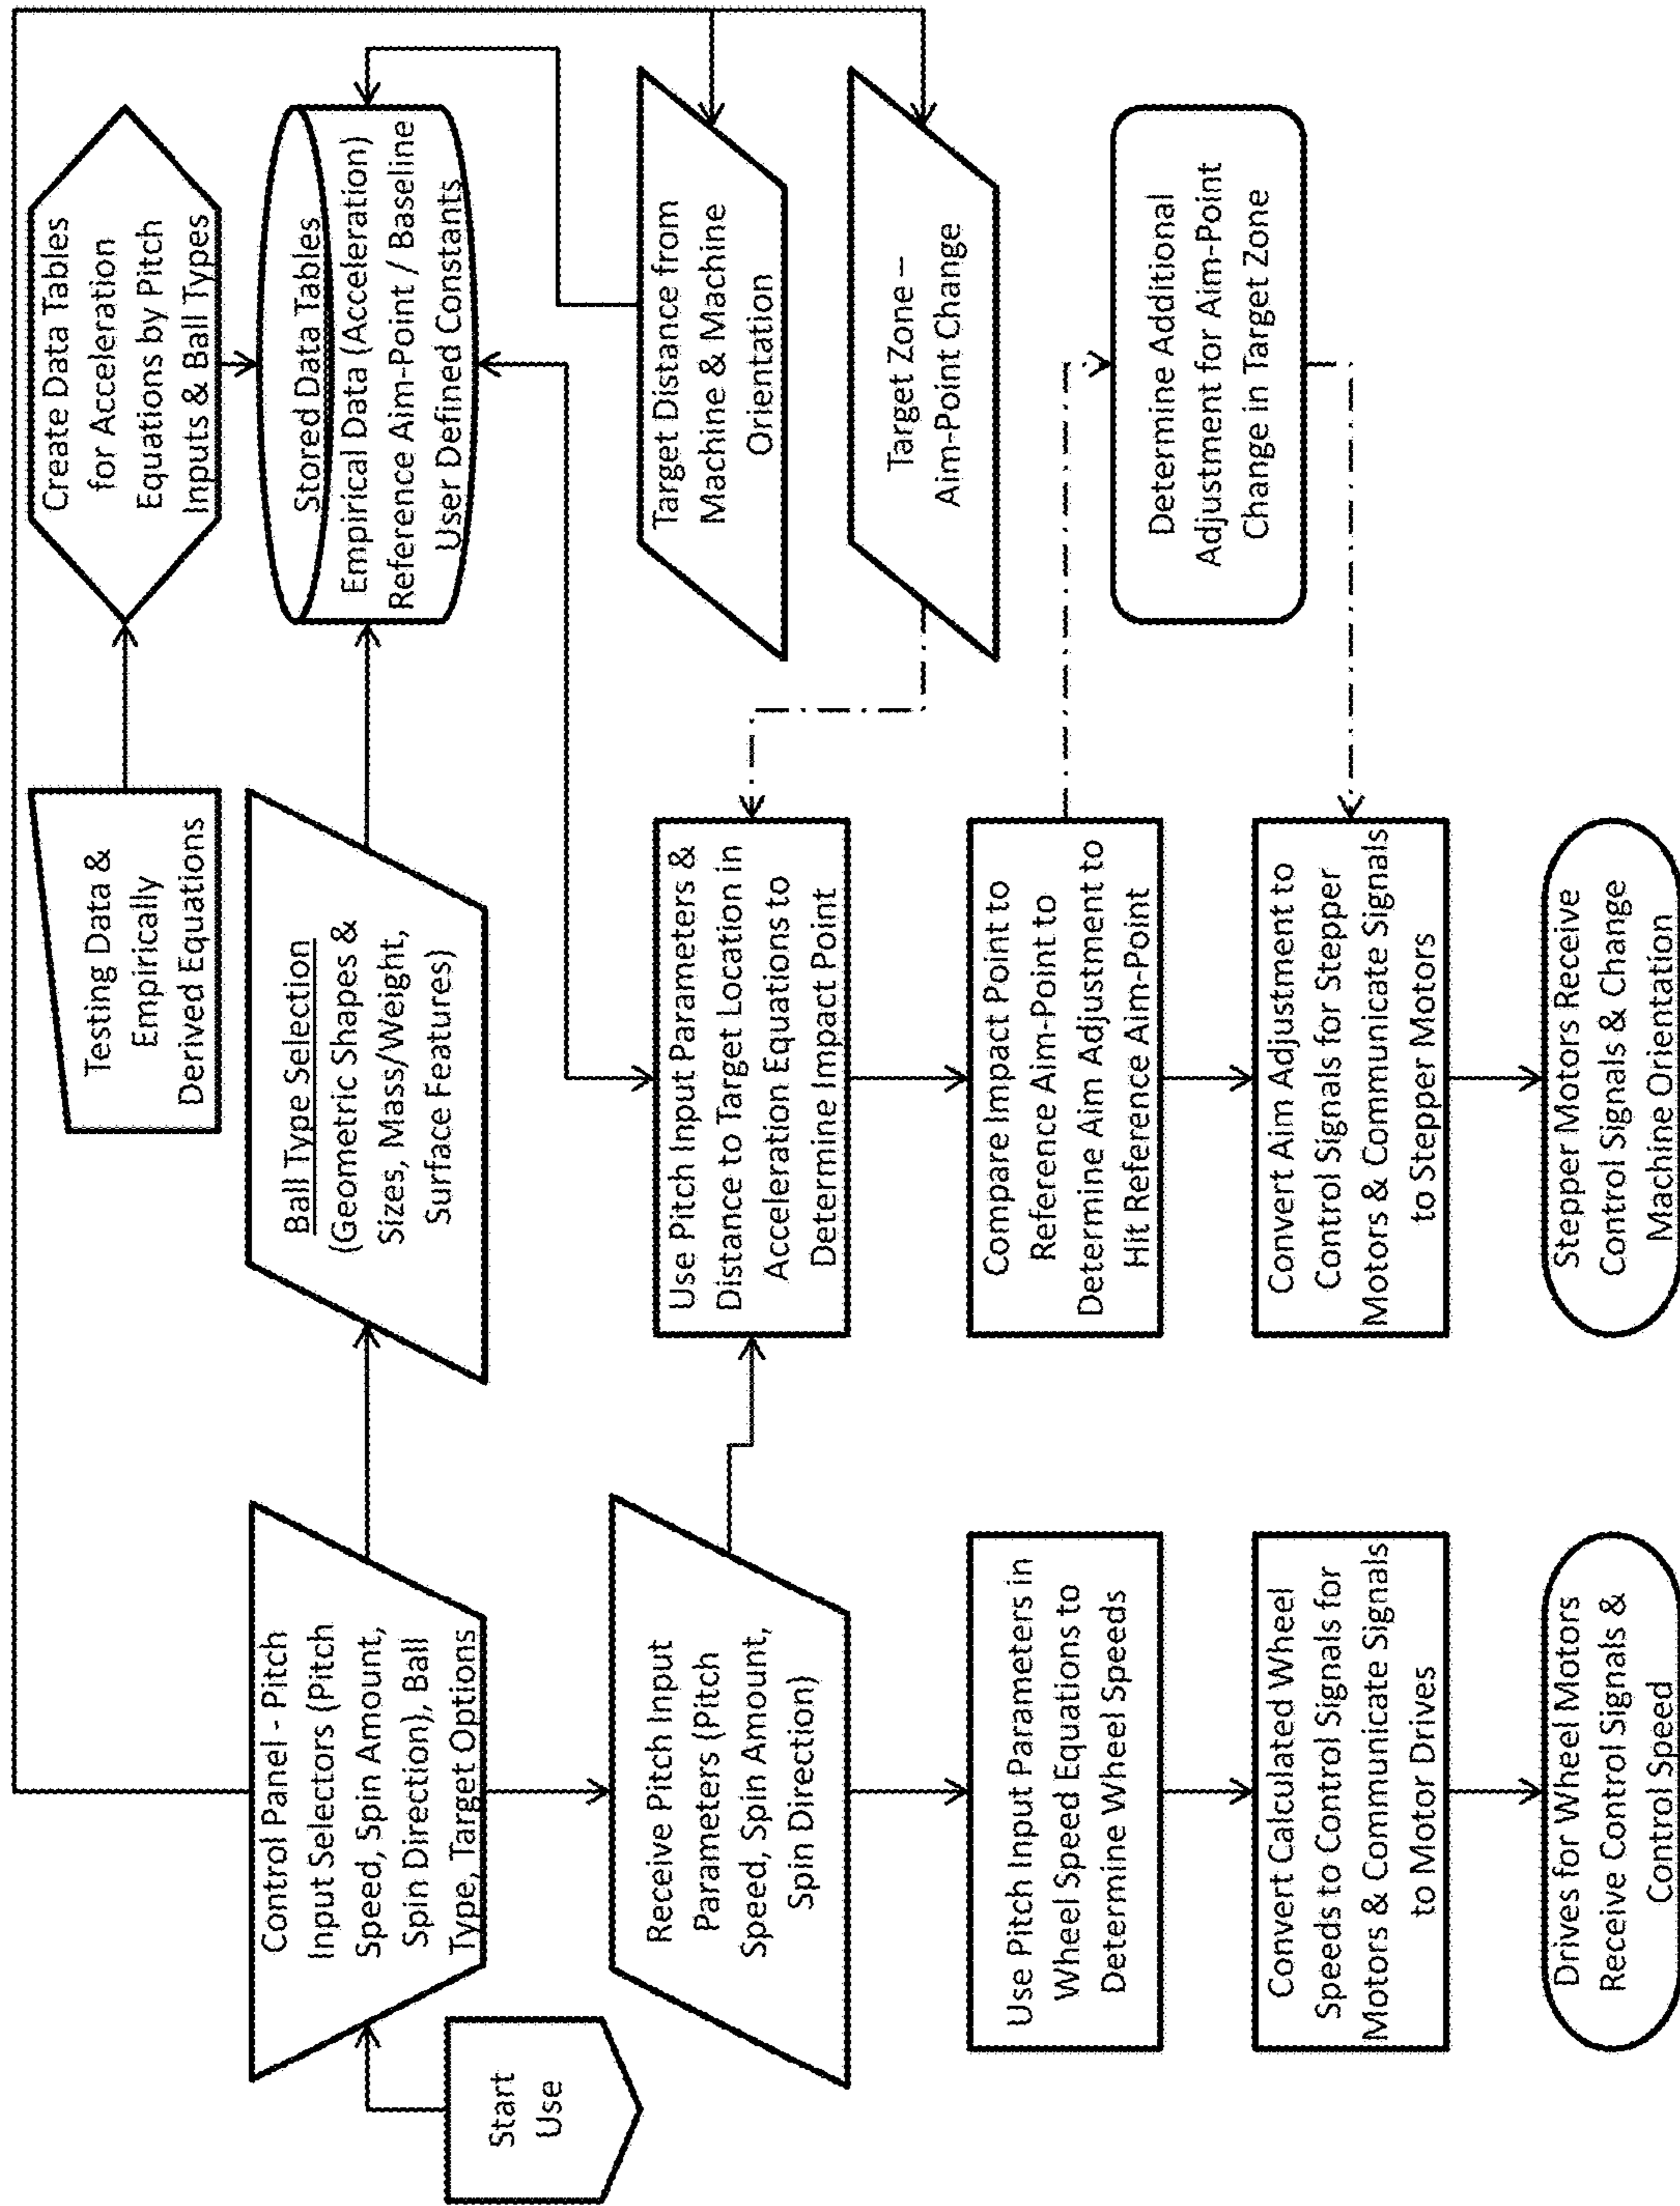 Start
Use
Control Panel - Pitch
Input Selectors (Pitch
Speed, Spin Amount,
Spin Direction), Ball
Type, Target Options
Receive Pitch Input
Parameters (Pitch
Speed, Spin Amount,
Spin Direction)
Use Pitch Input Parameters in
Wheel Speed Equations to
Determine Wheel Speeds
Convert Calculated Wheel
Speeds to Control Signals for
Motors & Communicate Signals
to Motor Drives
Drives for Wheel Motors
Receive Control Signals &
Control Speed
Testing Data &
Empirically
Derived Equations
Ball Type Selection
(Geometric Shapes &
Sizes, Mass/Weight,
Surface Features)
Use Pitch Input Parameters &
Distance to Target Location in
Acceleration Equations to
Determine Impact Point
Compare Impact Point to
Reference Aim-Point to
Determine Aim Adjustment to
Hit Reference Aim-Point
Convert Aim Adjustment to
Control Signals for Stepper
Motors & Communicate Signals
to Stepper Motors
Stepper Motors Receive
Control Signals & Change
Machine Orientation
Create Data Tables
for Acceleration
Equations by Pitch
Inputs & Ball Types
Stored Data Tables
Empirical Data (Acceleration)
Reference Aim-Point / Baseline
User Defined Constants
Target Distance from
Machine & Machine
Orientation
Target Zone –
Aim-Point Change
Determine Additional
Adjustment for Aim-Point
Change in Target Zone